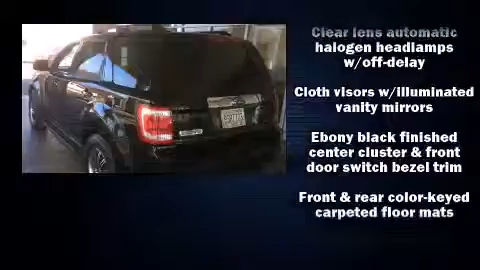 Clear lens automatic
halogen headlamps
w/off-delay
Cloth visors w/illuminated
vanity mirrors
Ebony black finished
center cluster & front
door switch bezel trim
Front & rear color-keyed
carpeted floor mats